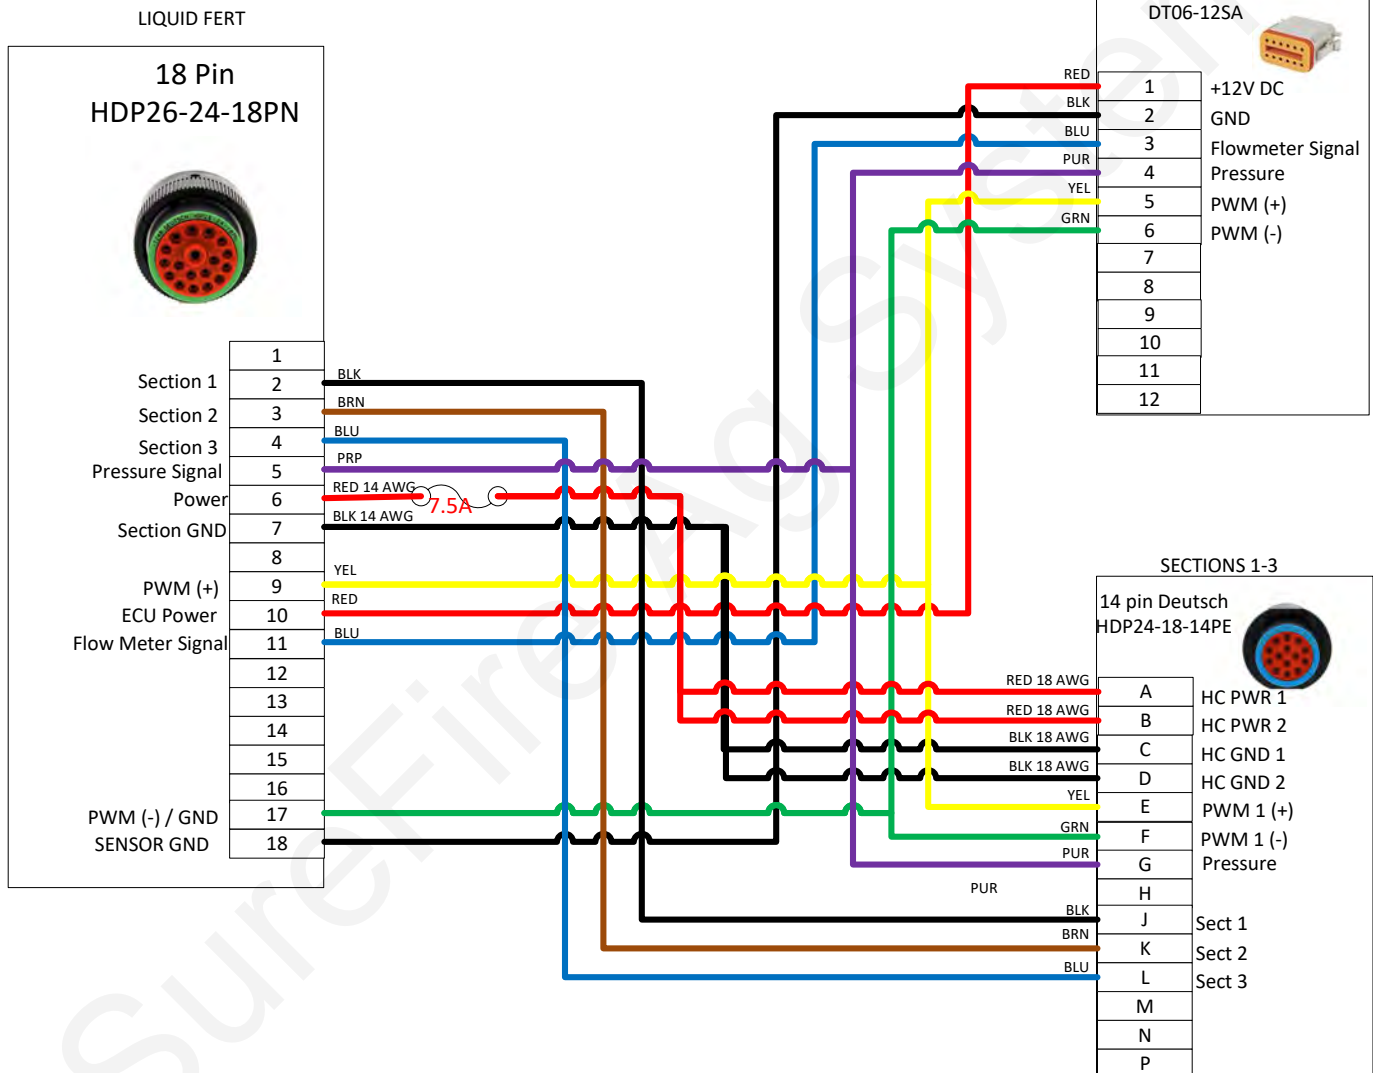 LIQUID FERT
18 Pin
HDP26-24-18PN
1
Section 1 2 BLK
Section 2 3 BRN
Section 3 4 BLU
Pressure Signal 5 PRP
Power 6 RED 14 AWG 7.5A
Section GND 7 BLK 14 AWG
8
PWM (+) 9 YEL
ECU Power 10 RED
Flow Meter Signal 11 BLU
12
13
14
15
16
PWM (-) / GND 17
SENSOR GND 18
DT06-12SA
RED 1 +12V DC
BLK 2 GND
BLU 3 Flowmeter Signal
PUR 4 Pressure
YEL 5 PWM (+)
GRN 6 PWM (-)
7
8
9
10
11
12
SECTIONS 1-3
14 pin Deutsch
HDP24-18-14PE
RED 18 AWG A HC PWR 1
RED 18 AWG B HC PWR 2
BLK 18 AWG C HC GND 1
BLK 18 AWG D HC GND 2
YEL E PWM 1 (+)
GRN F PWM 1 (-)
PUR G Pressure
PUR H
BLK J Sect 1
BRN K Sect 2
BLU L Sect 3
M
N
P
SureFire Ag System